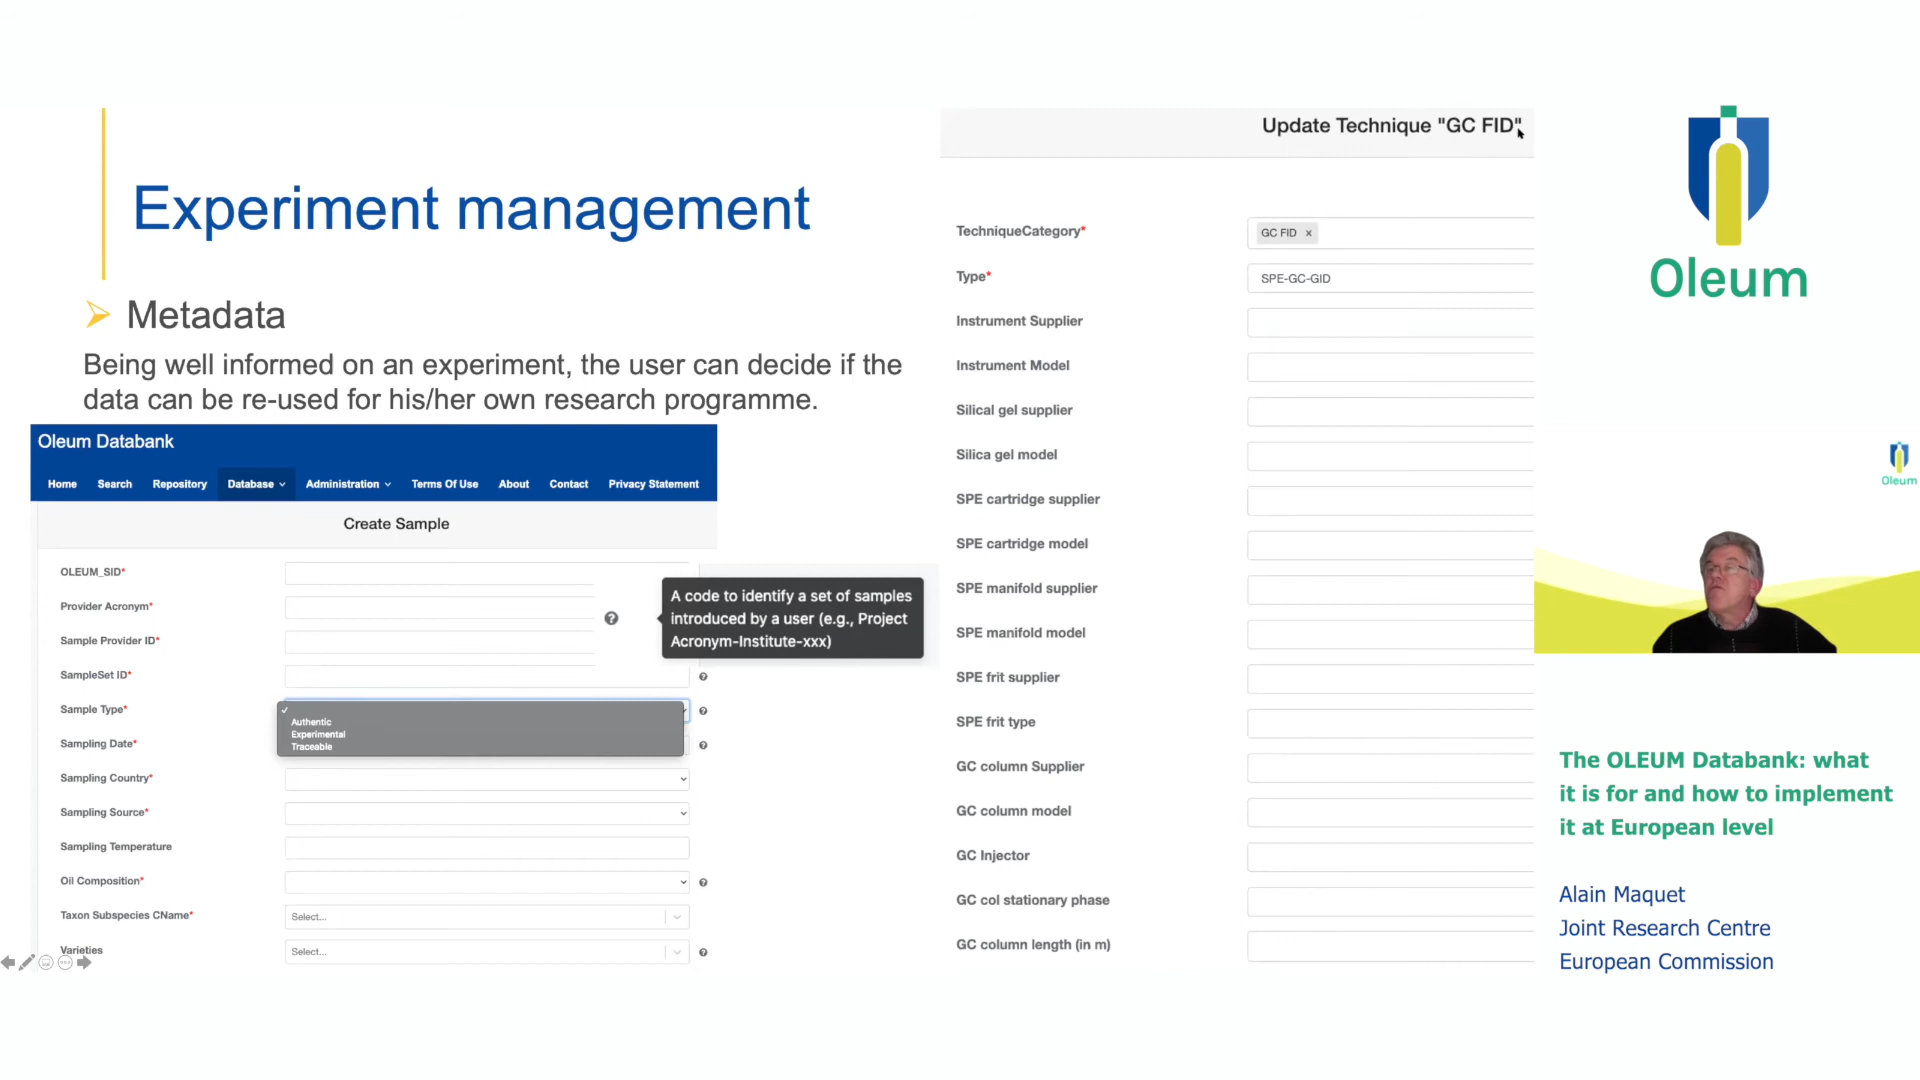 Experiment management
Metadata
Being well informed on an experiment, the user can decide if the
data can be re-used for his/her own research programme.
Oleum Databank
Home Search Repository Database Administration Terms Of Use About Contact Privacy Statement
Create Sample
OLEUM_SID*
Provider Acronym*
Sample Provider ID*
SampleSet ID*
Sample Type*
Authentic
Experimental
Traceable
Sampling Date*
Sampling Country*
Sampling Source*
Sampling Temperature
Oil Composition*
Taxon Subspecies CName* Select...
Varieties Select...
A code to identify a set of samples
introduced by a user (e.g., Project
Acronym-Institute-xxx)
Update Technique "GC FID"
TechniqueCategory* GC FID x
Type* SPE-GC-GID
Instrument Supplier
Instrument Model
Silical gel supplier
Silica gel model
SPE cartridge supplier
SPE cartridge model
SPE manifold supplier
SPE manifold model
SPE frit supplier
SPE frit type
GC column Supplier
GC column model
GC Injector
GC col stationary phase
GC column length (in m)
Oleum
Oleum
The OLEUM Databank: what
it is for and how to implement
it at European level
Alain Maquet
Joint Research Centre
European Commission